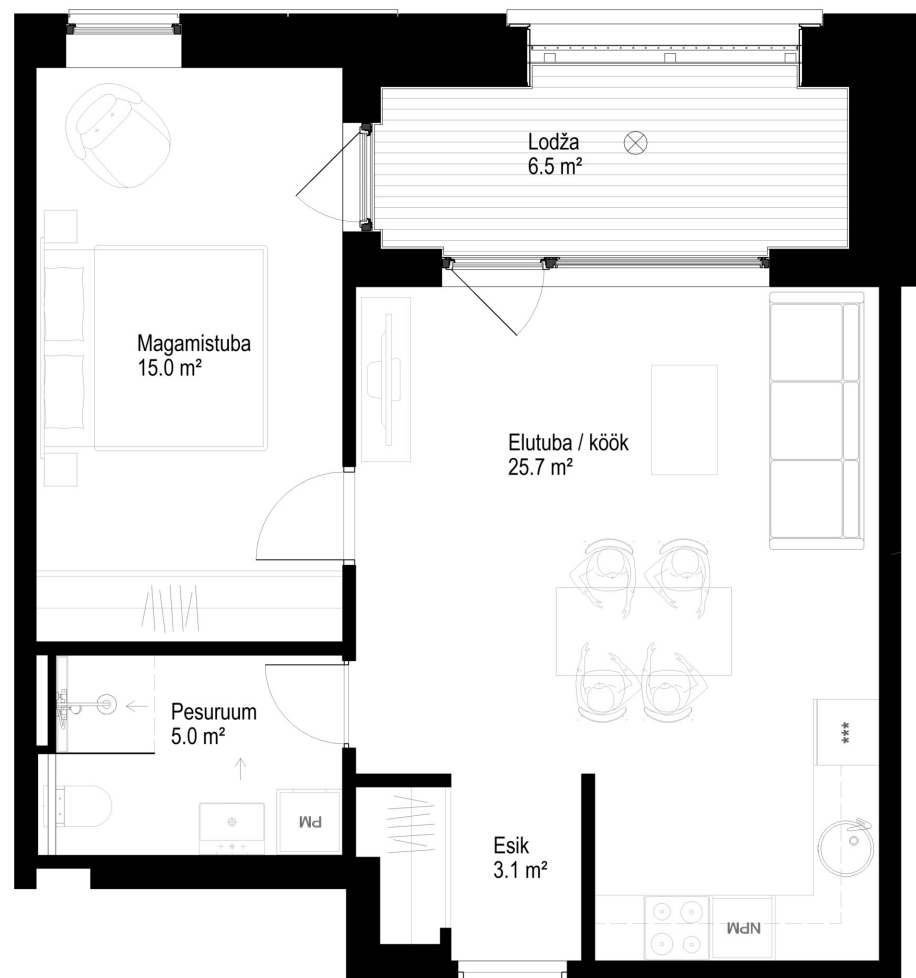 Lodža
6.5 m²
Magamistuba
15.0 m²
Elutuba / köök
25.7 m²
Pesuruum
5.0 m²
***
PM
Esik
3.1 m²
NPM